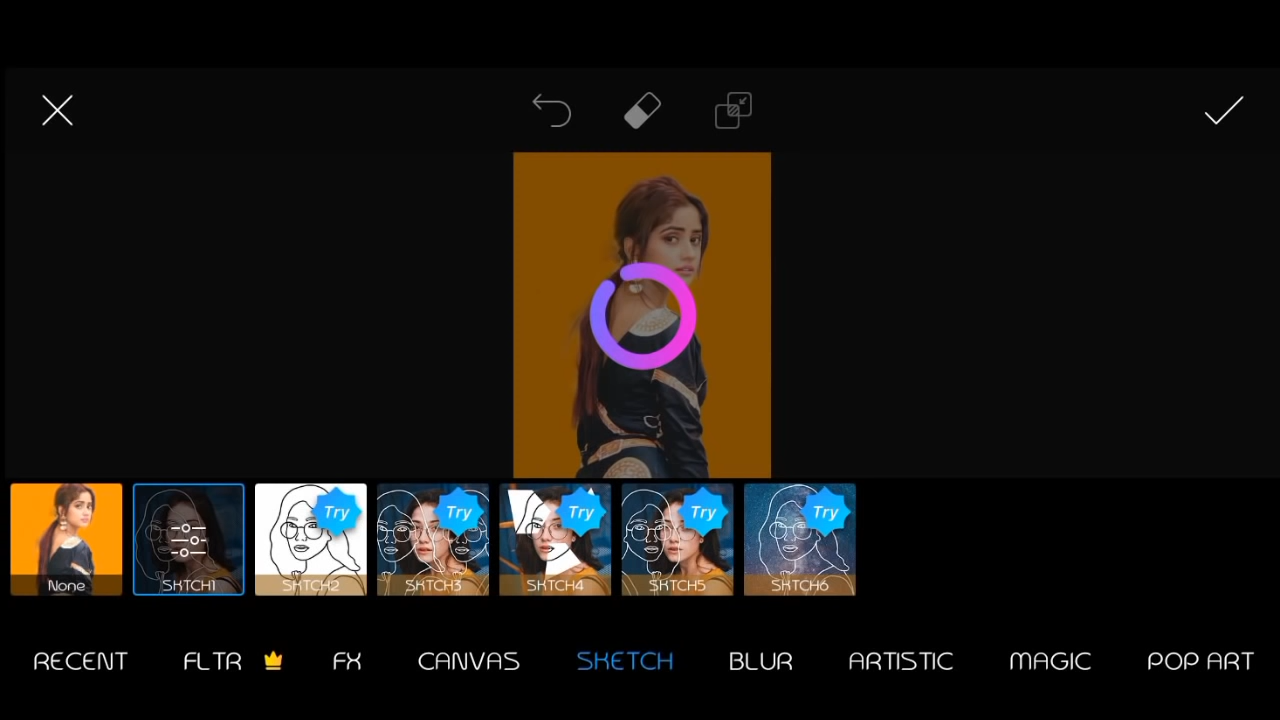 Try Try Try Try Try
None SKTCH1 SKTCH2 SKTCH3 SKTCH4 SKTCH5 SKTCH6
RECENT FLTR FX CANVAS SKETCH BLUR ARTISTIC MAGIC POP ART